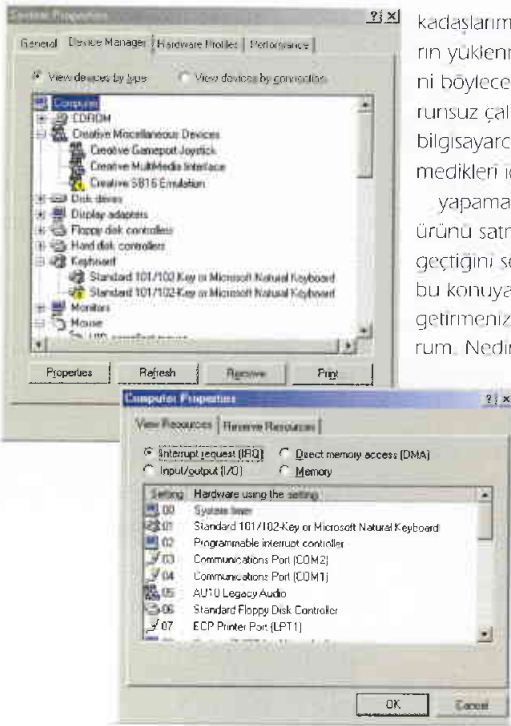 System Properties
General Device Manager Hardware Profiles Performance
View devices by type View devices by connection
Computer
CDROM
Creative Miscellaneous Devices
Creative Gameport Joystick
Creative MultiMedia Interface
Creative SB16 Emulation
Disk drives
Display adapters
Floppy disk controllers
Hard disk controllers
Keyboard
Standard 101/102-Key or Microsoft Natural Keyboard
Standard 101/102-Key or Microsoft Natural Keyboard
Monitors
Mouse
Properties Refresh Remove Print
kadaşlarım
rın yüklenm
ni böylece
runsuz çal
bilgisayarc
medikleri iç
yapama
ürünü satn
geçtiğini se
bu konuya
getirmeniz
rum. Nedir
Computer Properties
View Resources Reserve Resources
Interrupt request (IRQ) Direct memory access (DMA)
Input/output (I/O) Memory
Setting Hardware using the setting
00 System timer
01 Standard 101/102-Key or Microsoft Natural Keyboard
02 Programmable interrupt controller
03 Communications Port (COM2)
04 Communications Port (COM1)
05 AU10 Legacy Audio
06 Standard Floppy Disk Controller
07 ECP Printer Port (LPT1)
OK Cancel